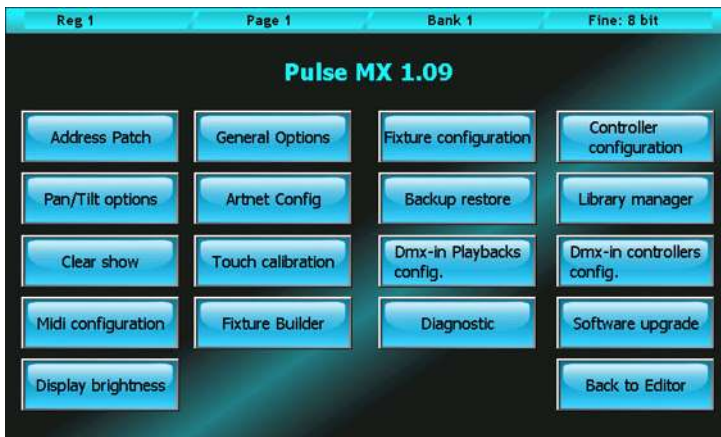 Reg 1 Page 1 Bank 1 Fine: 8 bit
Pulse MX 1.09
Address Patch
General Options
Fixture configuration
Controller
configuration
Pan/Tilt options
Artnet Config
Backup restore
Library manager
Clear show
Touch calibration
Dmx-in Playbacks
config.
Dmx-in controllers
config.
Midi configuration
Fixture Builder
Diagnostic
Software upgrade
Display brightness
Back to Editor